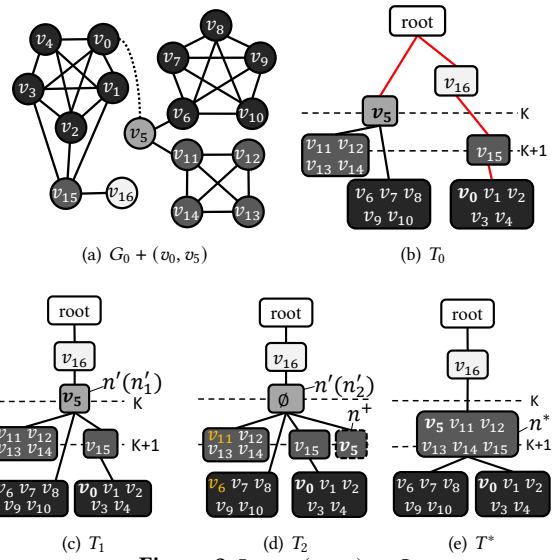 v₈
v₄ v₀
v₇ v₉
v₃ v₁
v₂ v₆ v₁₀
v₅
v₁₁ v₁₂
v₁₅ v₁₆
v₁₄ v₁₃
(a) G₀ + (v₀, v₅)
root
v₁₆
v₅
K
v₁₁ v₁₂
v₁₃ v₁₄
v₁₅
K+1
v₆ v₇ v₈
v₉ v₁₀
v₀ v₁ v₂
v₃ v₄
(b) T₀
root
v₁₆
v₅
n′(n′₁)
K
v₁₁ v₁₂
v₁₃ v₁₄
v₁₅
K+1
v₆ v₇ v₈
v₉ v₁₀
v₀ v₁ v₂
v₃ v₄
(c) T₁
root
v₁₆
∅
n′(n′₂)
n⁺
v₁₁ v₁₂
v₁₃ v₁₄
v₁₅
v₅
v₆ v₇ v₈
v₉ v₁₀
v₀ v₁ v₂
v₃ v₄
(d) T₂
root
v₁₆
K
v₅ v₁₁ v₁₂
v₁₃ v₁₄ v₁₅
n*
K+1
v₆ v₇ v₈
v₉ v₁₀
v₀ v₁ v₂
v₃ v₄
(e) T*